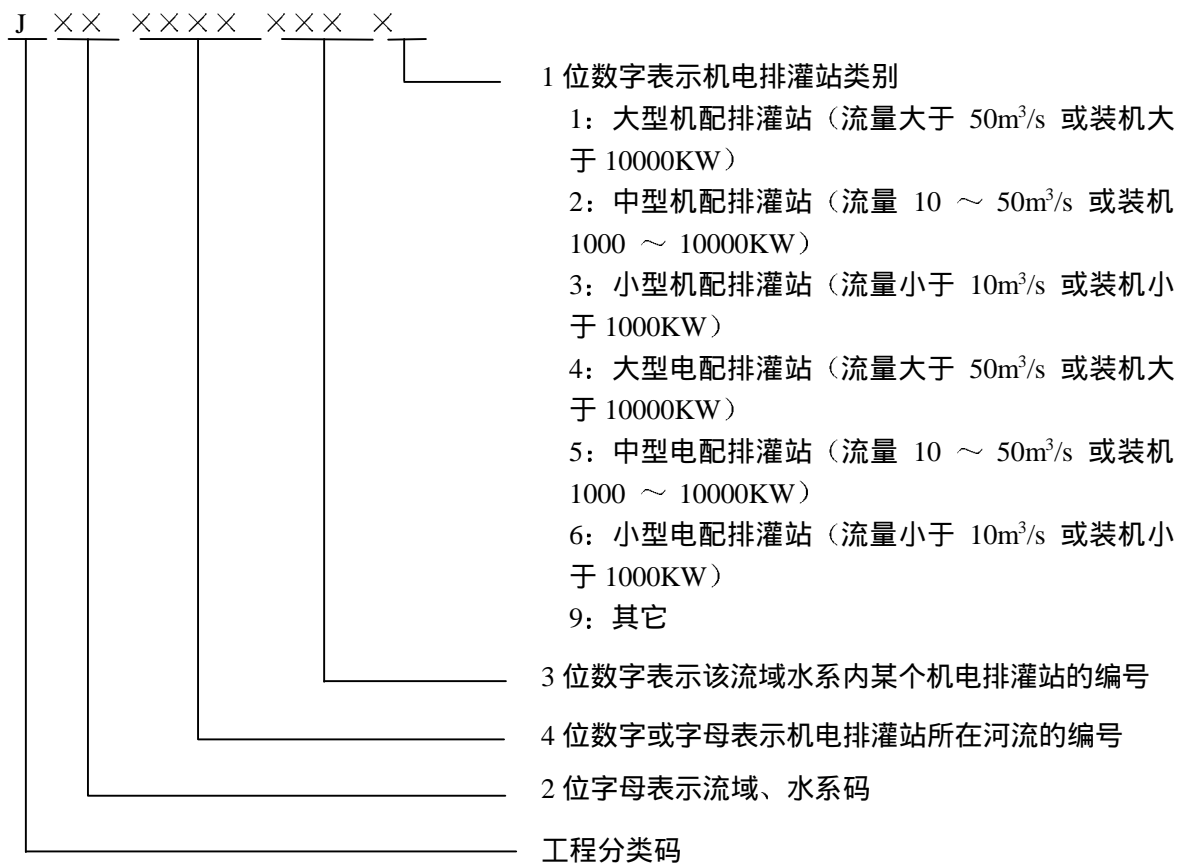 J ×× ×××× ××× ×
1 位数字表示机电排灌站类别
1：大型机配排灌站（流量大于 50m³/s 或装机大
于 10000KW）
2：中型机配排灌站（流量 10 ～ 50m³/s 或装机
1000 ～ 10000KW）
3：小型机配排灌站（流量小于 10m³/s 或装机小
于 1000KW）
4：大型电配排灌站（流量大于 50m³/s 或装机大
于 10000KW）
5：中型电配排灌站（流量 10 ～ 50m³/s 或装机
1000 ～ 10000KW）
6：小型电配排灌站（流量小于 10m³/s 或装机小
于 1000KW）
9：其它
3 位数字表示该流域水系内某个机电排灌站的编号
4 位数字或字母表示机电排灌站所在河流的编号
2 位字母表示流域、水系码
工程分类码